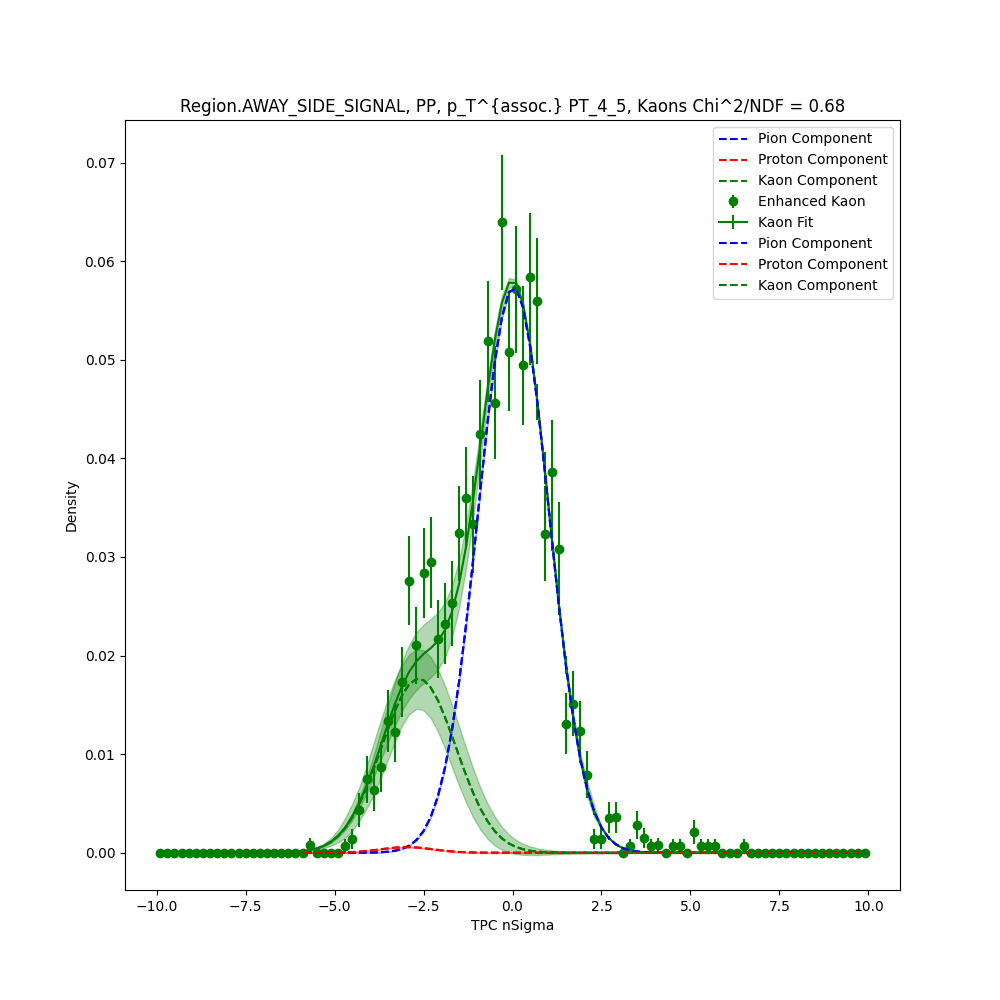 Region.AWAY_SIDE_SIGNAL, PP, p_T^{assoc.} PT_4_5, Kaons Chi^2/NDF = 0.68
Pion Component
Proton Component
Kaon Component
Enhanced Kaon
Kaon Fit
Pion Component
Proton Component
Kaon Component
0.07
0.06
0.05
0.04
0.03
0.02
0.01
0.00
Density
−10.0 −7.5 −5.0 −2.5 0.0 2.5 5.0 7.5 10.0
TPC nSigma